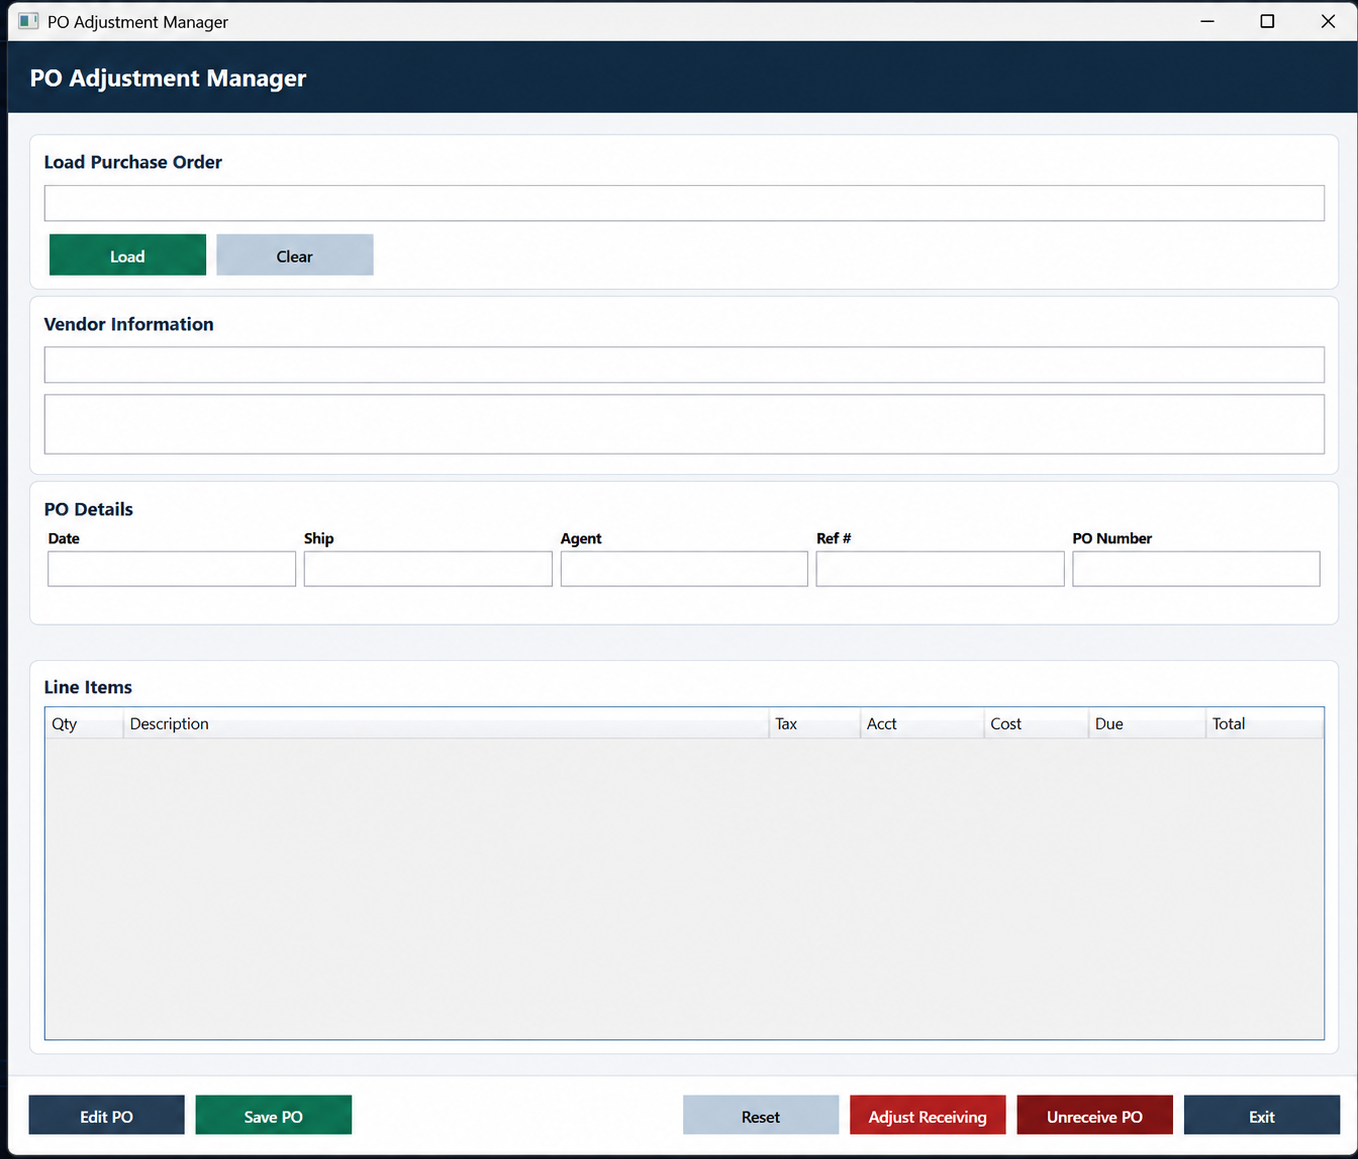 PO Adjustment Manager
PO Adjustment Manager
Load Purchase Order
Load Clear
Vendor Information
PO Details
Date Ship Agent Ref # PO Number
Line Items
Qty Description Tax Acct Cost Due Total
Edit PO Save PO Reset Adjust Receiving Unreceive PO Exit